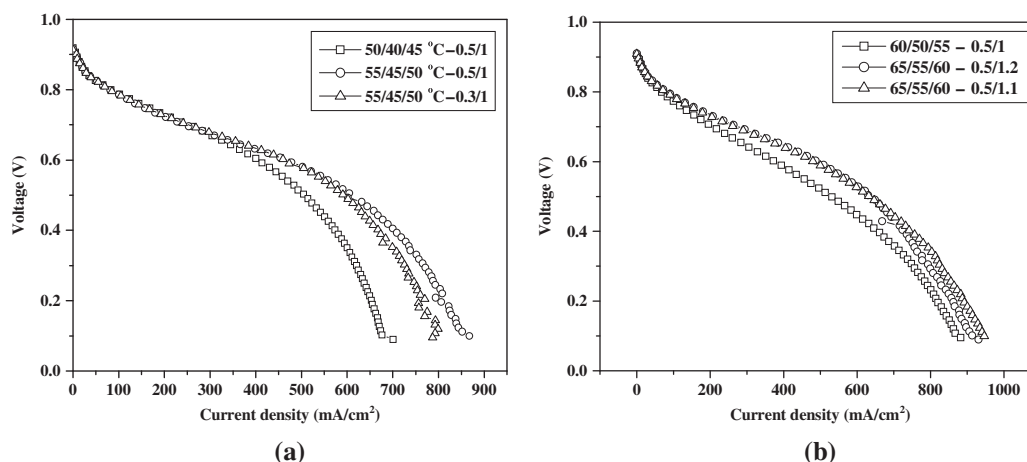 1.0
0.8
0.6
0.4
0.2
0.0
Voltage (V)
0 100 200 300 400 500 600 700 800 900
Current density (mA/cm²)
50/40/45 °C–0.5/1
55/45/50 °C–0.5/1
55/45/50 °C–0.3/1
(a)
1.0
0.8
0.6
0.4
0.2
0.0
Voltage (V)
0 200 400 600 800 1000
Current density (mA/cm²)
60/50/55 – 0.5/1
65/55/60 – 0.5/1.2
65/55/60 – 0.5/1.1
(b)